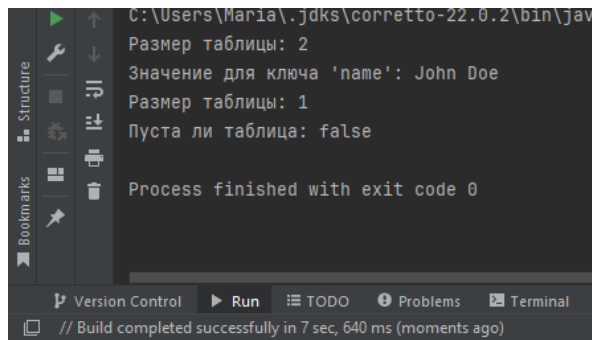 C:\Users\Maria\.jdks\corretto-22.0.2\bin\jav
Размер таблицы: 2
Значение для ключа 'name': John Doe
Размер таблицы: 1
Пуста ли таблица: false
Process finished with exit code 0
Structure
Bookmarks
Version Control Run TODO Problems Terminal
// Build completed successfully in 7 sec, 640 ms (moments ago)